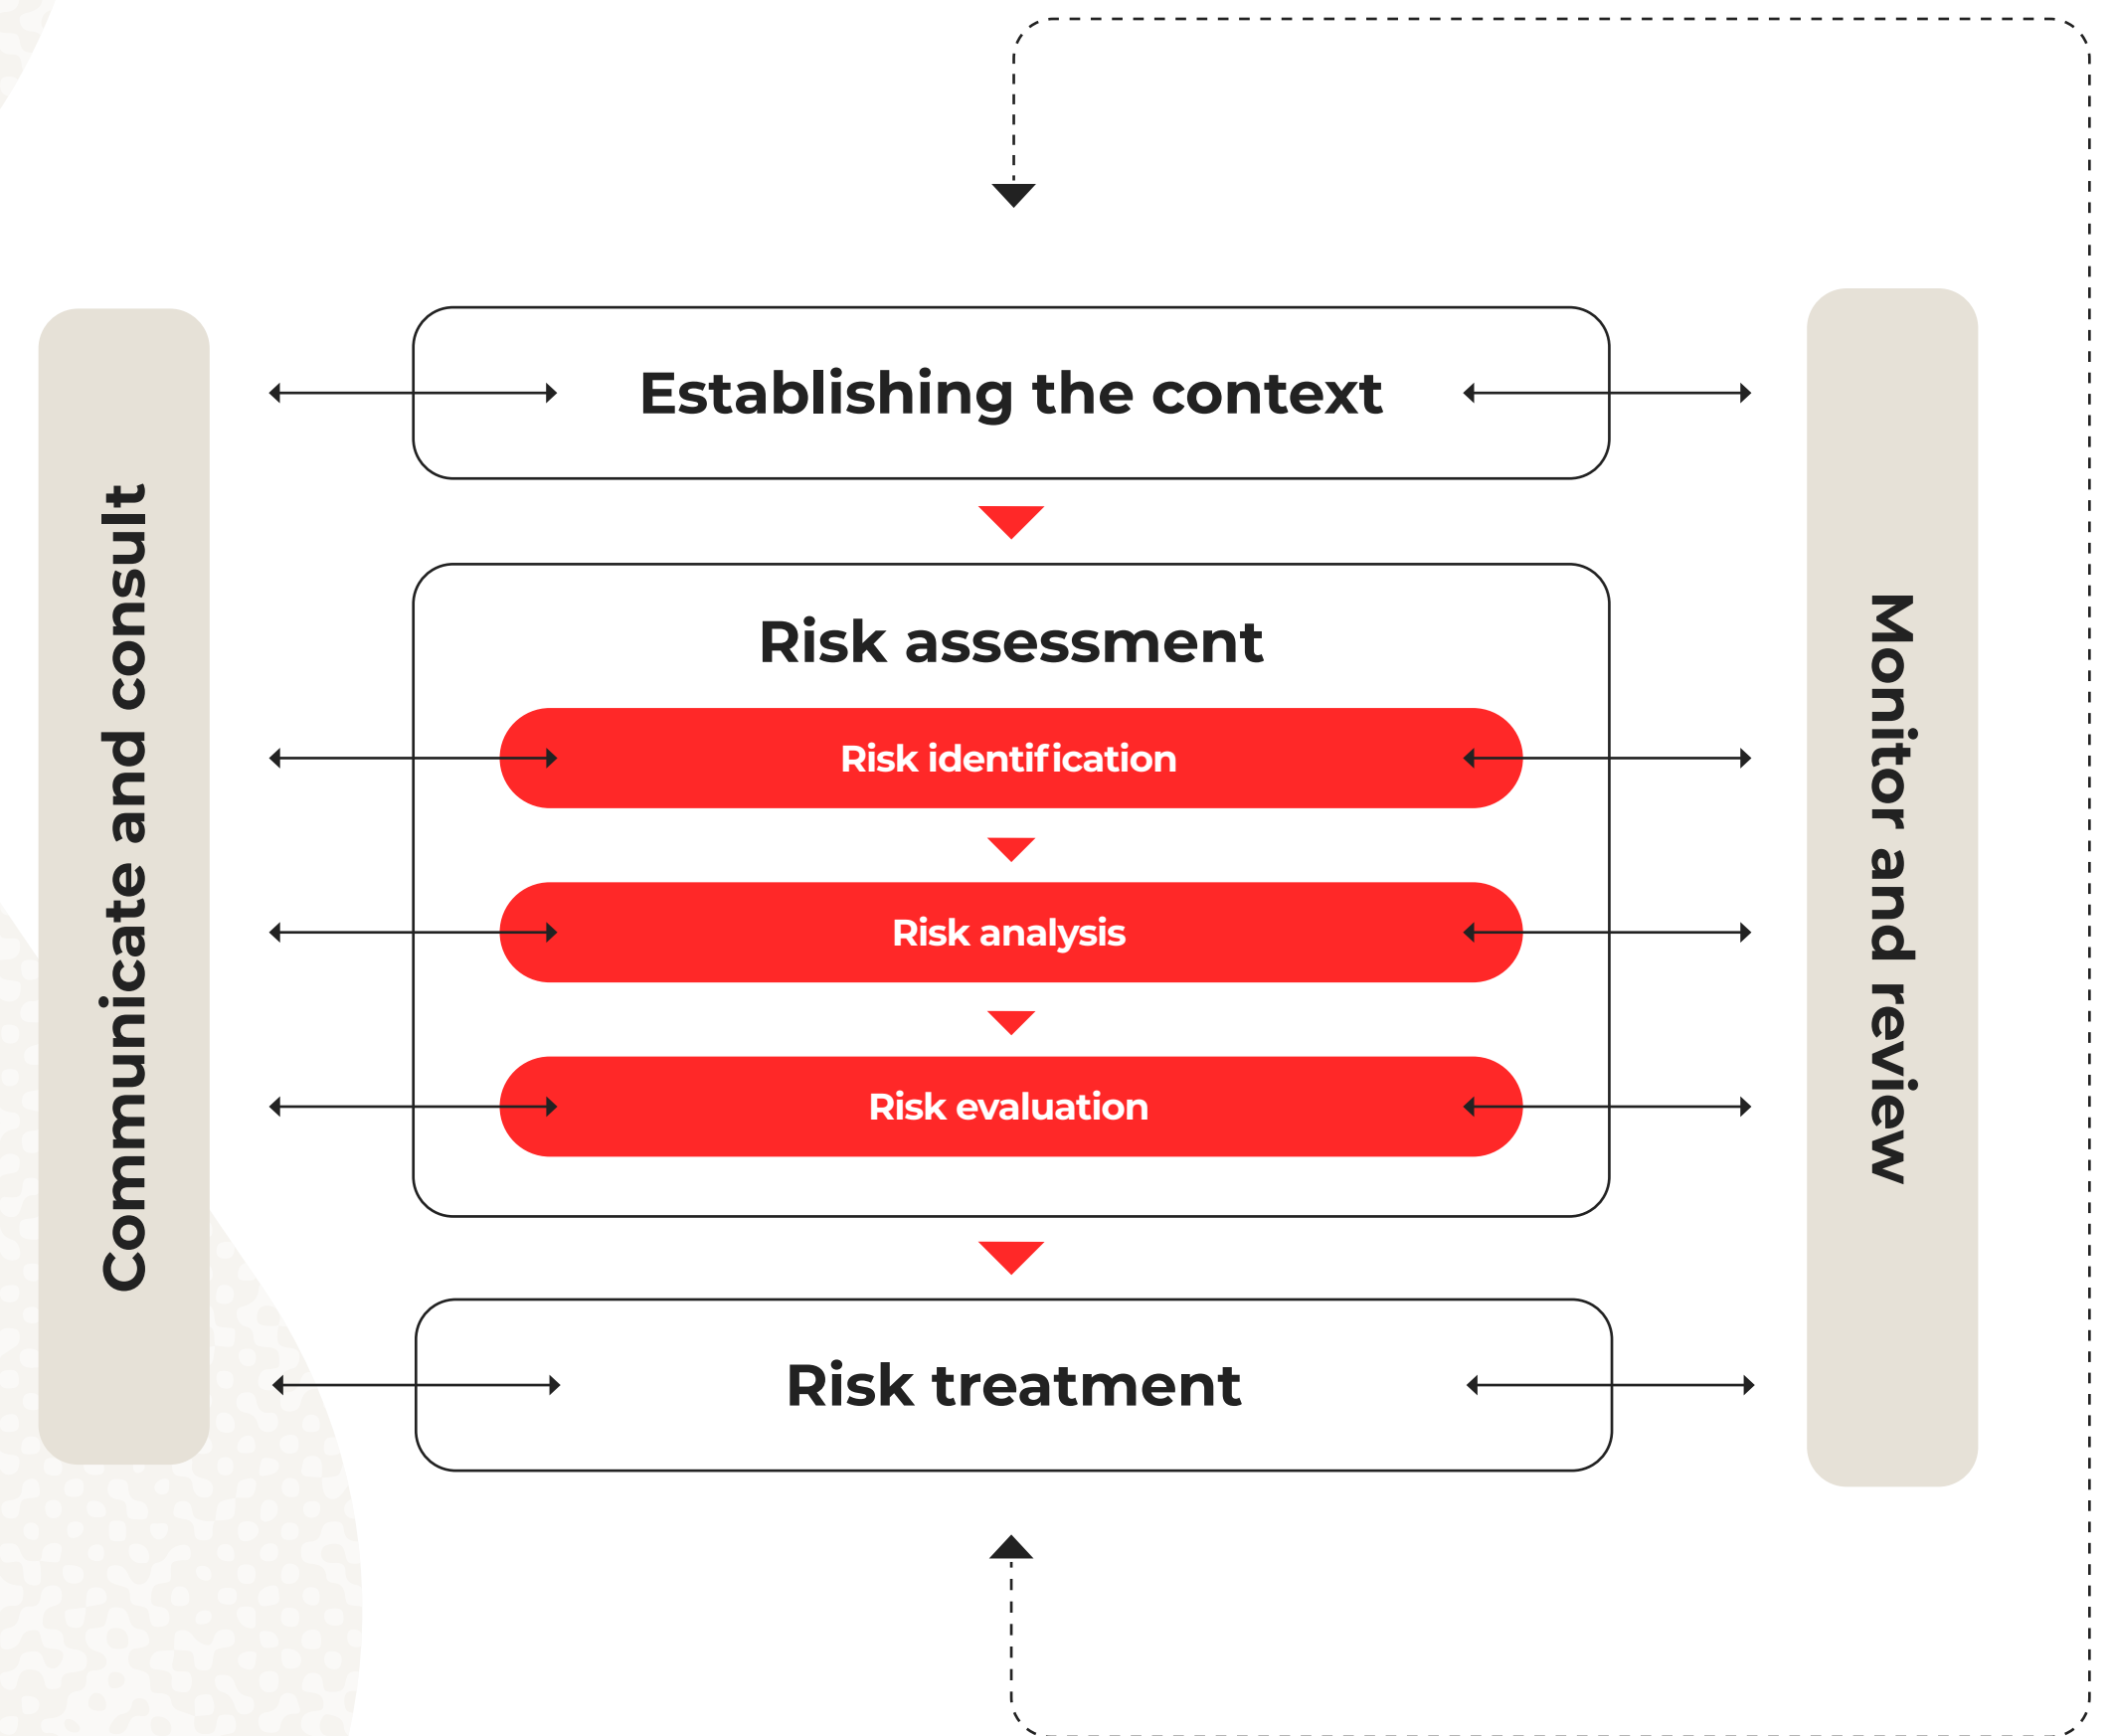 Communicate and consult
Establishing the context
Risk assessment
Risk identification
Risk analysis
Risk evaluation
Risk treatment
Monitor and review